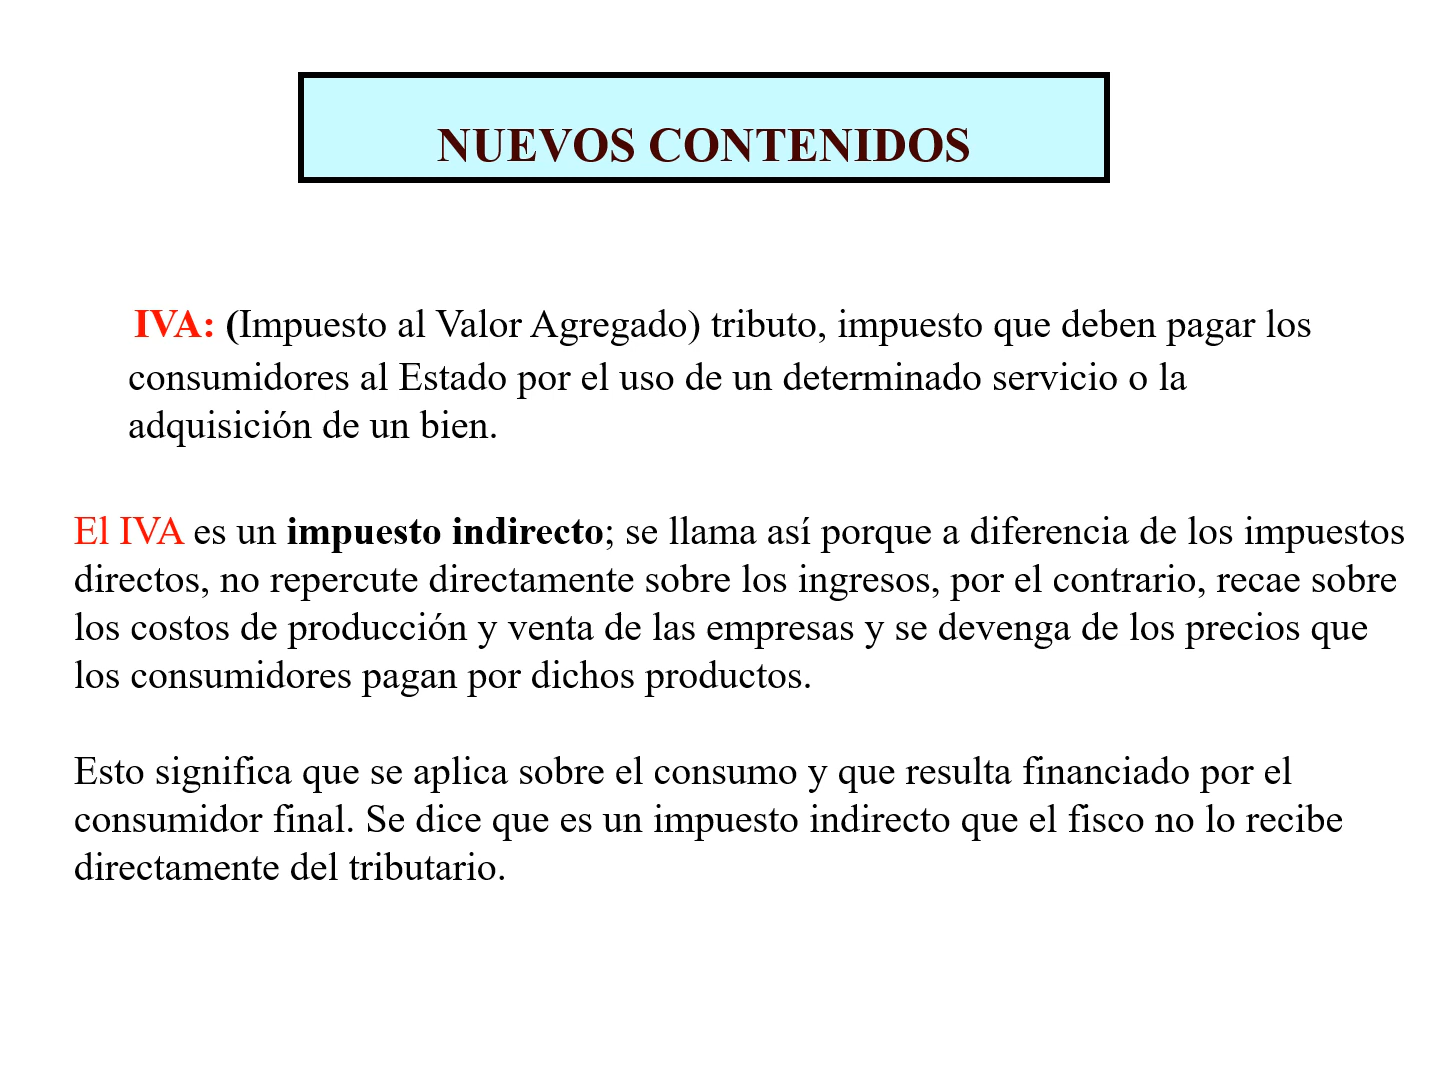 NUEVOS CONTENIDOS
IVA: (Impuesto al Valor Agregado) tributo, impuesto que deben pagar los
consumidores al Estado por el uso de un determinado servicio o la
adquisición de un bien.
El IVA es un impuesto indirecto; se llama así porque a diferencia de los impuestos
directos, no repercute directamente sobre los ingresos, por el contrario, recae sobre
los costos de producción y venta de las empresas y se devenga de los precios que
los consumidores pagan por dichos productos.
Esto significa que se aplica sobre el consumo y que resulta financiado por el
consumidor final. Se dice que es un impuesto indirecto que el fisco no lo recibe
directamente del tributario.